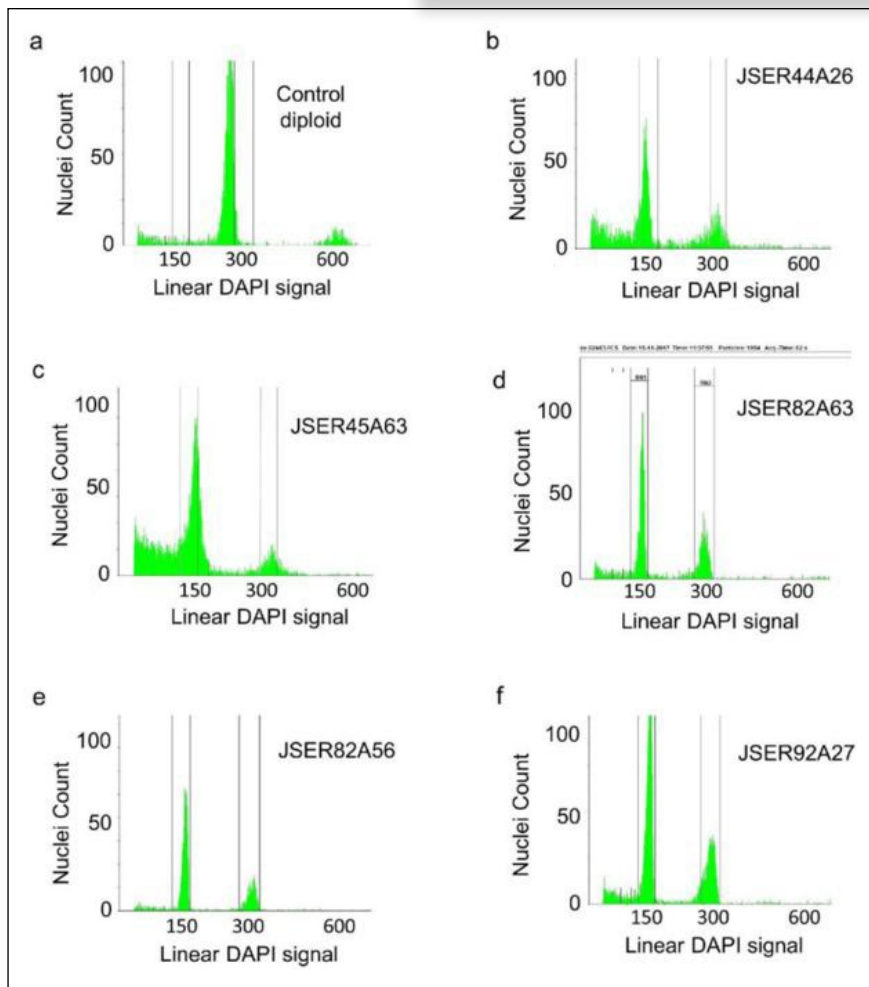 a
100
50
0
Nuclei Count
Control
diploid
150 300 600
Linear DAPI signal
b
100
50
0
Nuclei Count
JSER44A26
150 300 600
Linear DAPI signal
c
100
50
0
Nuclei Count
JSER45A63
150 300 600
Linear DAPI signal
d
100
50
0
Nuclei Count
JSER82A63
150 300 600
Linear DAPI signal
e
100
50
0
Nuclei Count
JSER82A56
150 300 600
Linear DAPI signal
f
100
50
0
Nuclei Count
JSER92A27
150 300 600
Linear DAPI signal